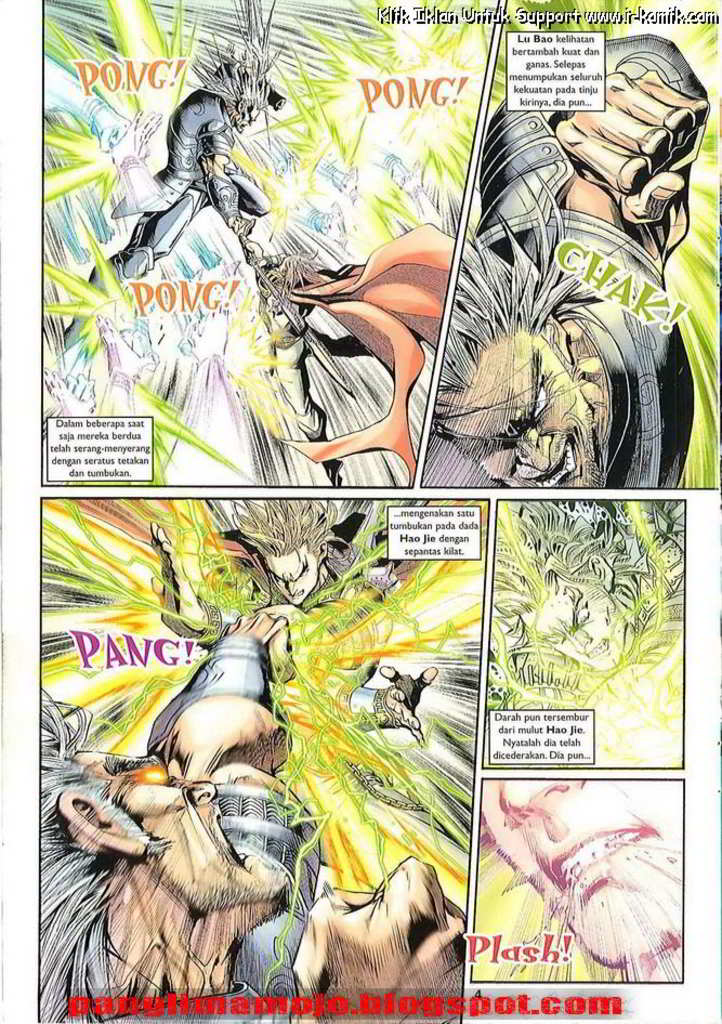 Klik Iklan Untuk Support www.ir-komik.com
PONG!
PONG!
PONG!
Dalam beberapa saat
saja mereka berdua
telah serang-menyerang
dengan seratus tetakan
dan tumbukan.
Lu Bao kelihatan
bertambah kuat dan
ganas. Selepas
menumpukan seluruh
kekuatan pada tinju
kirinya, dia pun...
CHAK!
...mengenakan satu
tumbukan pada dada
Hao Jie dengan
sepantas kilat.
PANG!
Darah pun tersembur
dari mulut Hao Jie.
Nyatalah dia telah
dicederakan. Dia pun...
Plash!
4
panglimamojo.blogspot.com